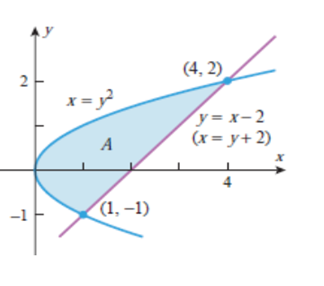 y
(4, 2)
2
x = y²
y = x − 2
A
(x = y + 2)
x
4
−1
(1, −1)